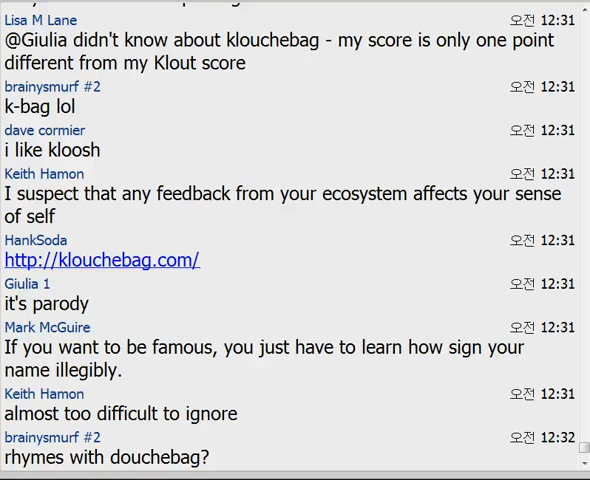 Lisa M Lane 오전 12:31
@Giulia didn't know about klouchebag - my score is only one point
different from my Klout score
brainysmurf #2 오전 12:31
k-bag lol
dave cormier 오전 12:31
i like kloosh
Keith Hamon 오전 12:31
I suspect that any feedback from your ecosystem affects your sense
of self
HankSoda 오전 12:31
http://klouchebag.com/
Giulia 1 오전 12:31
it's parody
Mark McGuire 오전 12:31
If you want to be famous, you just have to learn how sign your
name illegibly.
Keith Hamon 오전 12:31
almost too difficult to ignore
brainysmurf #2 오전 12:32
rhymes with douchebag?